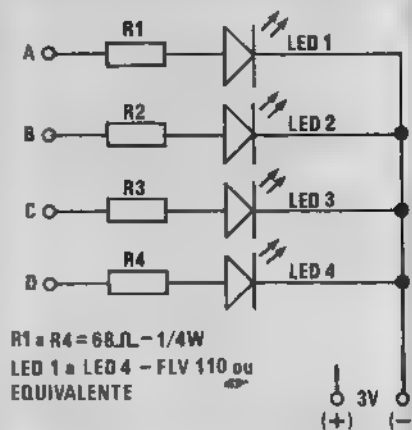 R1
A
LED 1
R2
B
LED 2
R3
C
LED 3
R4
D
LED 4
R1 a R4 = 68Ω - 1/4W
LED 1 a LED 4 - FLV 110 ou
EQUIVALENTE
3V
(+) (-)